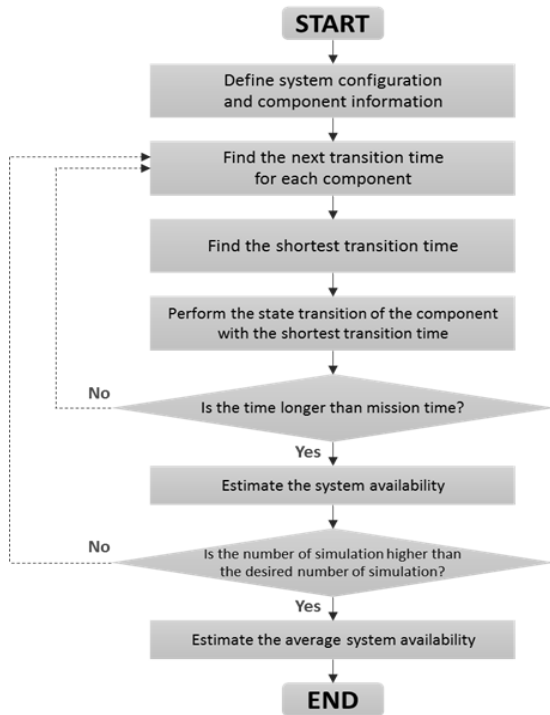 START
Define system configuration
and component information
Find the next transition time
for each component
Find the shortest transition time
Perform the state transition of the component
with the shortest transition time
No
Is the time longer than mission time?
Yes
Estimate the system availability
No
Is the number of simulation higher than
the desired number of simulation?
Yes
Estimate the average system availability
END